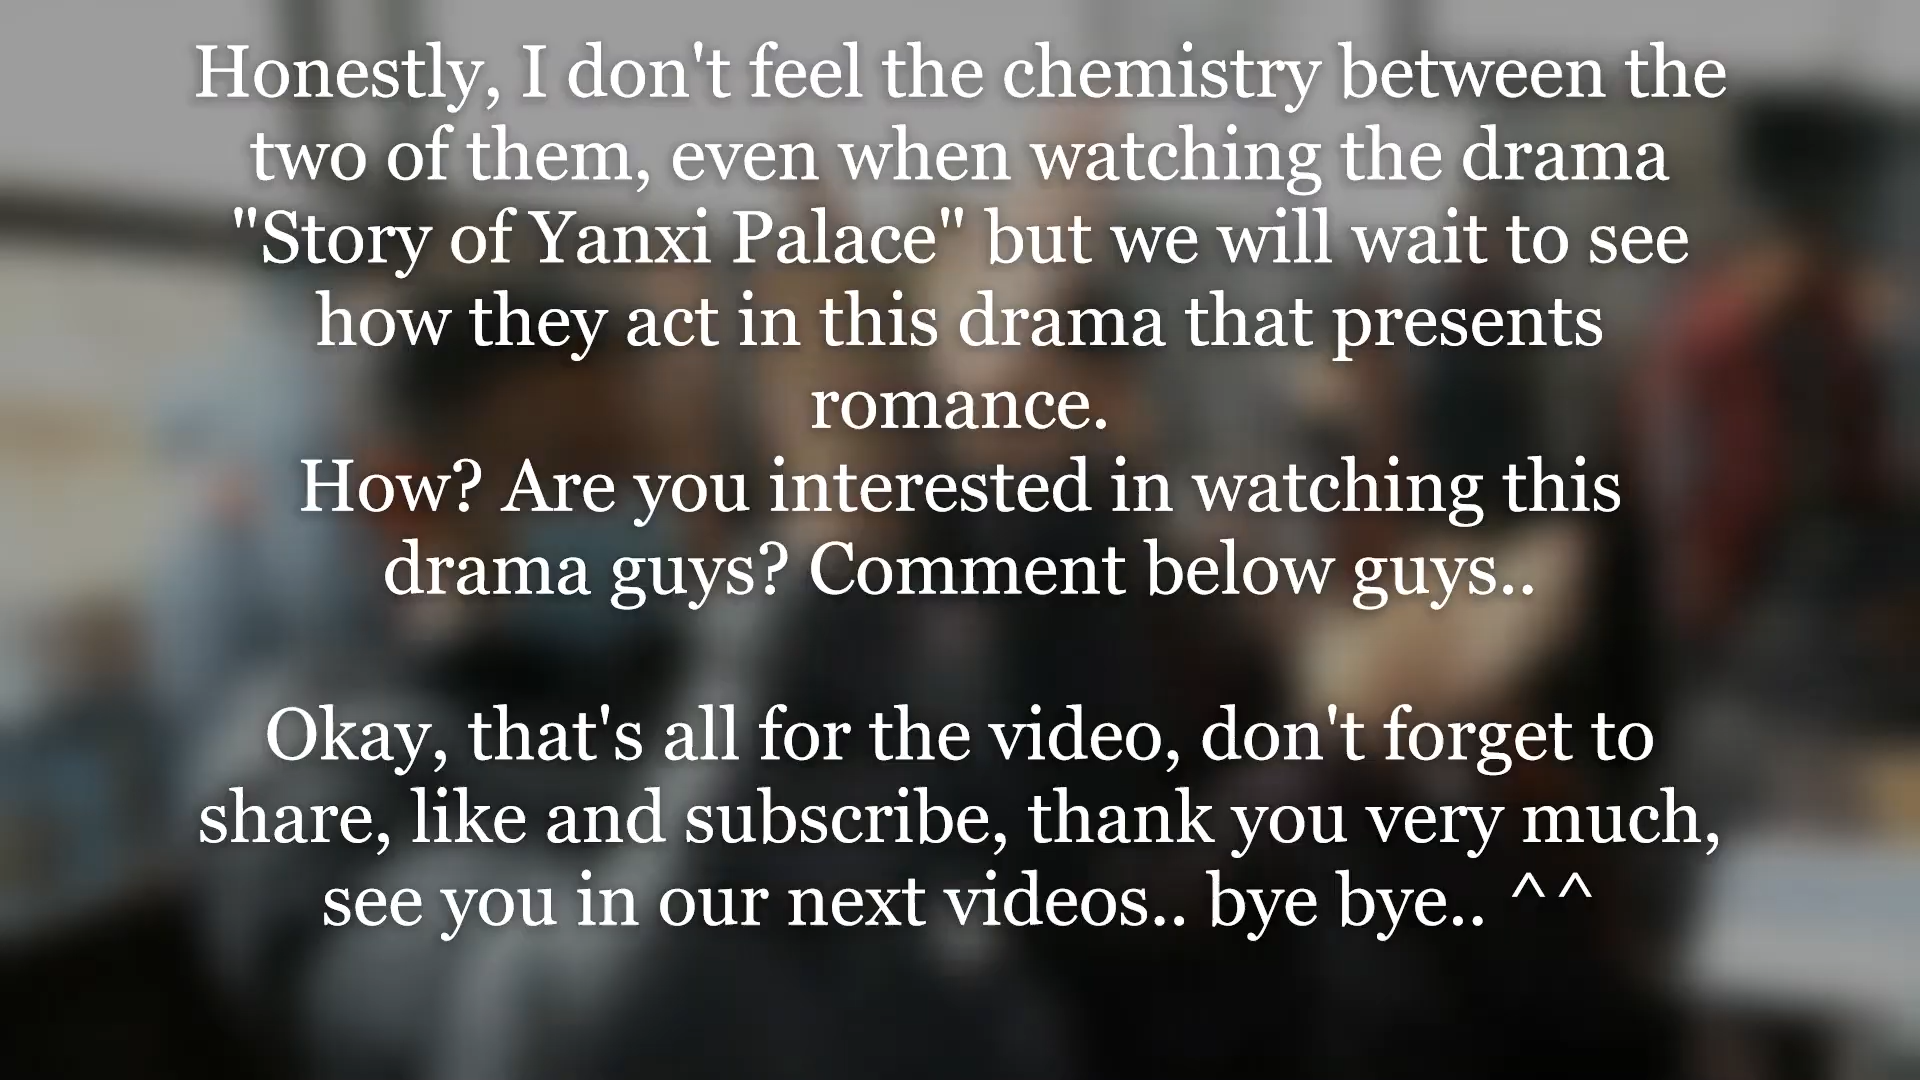 Honestly, I don't feel the chemistry between the
two of them, even when watching the drama
"Story of Yanxi Palace" but we will wait to see
how they act in this drama that presents
romance.
How? Are you interested in watching this
drama guys? Comment below guys..
Okay, that's all for the video, don't forget to
share, like and subscribe, thank you very much,
see you in our next videos.. bye bye.. ^^